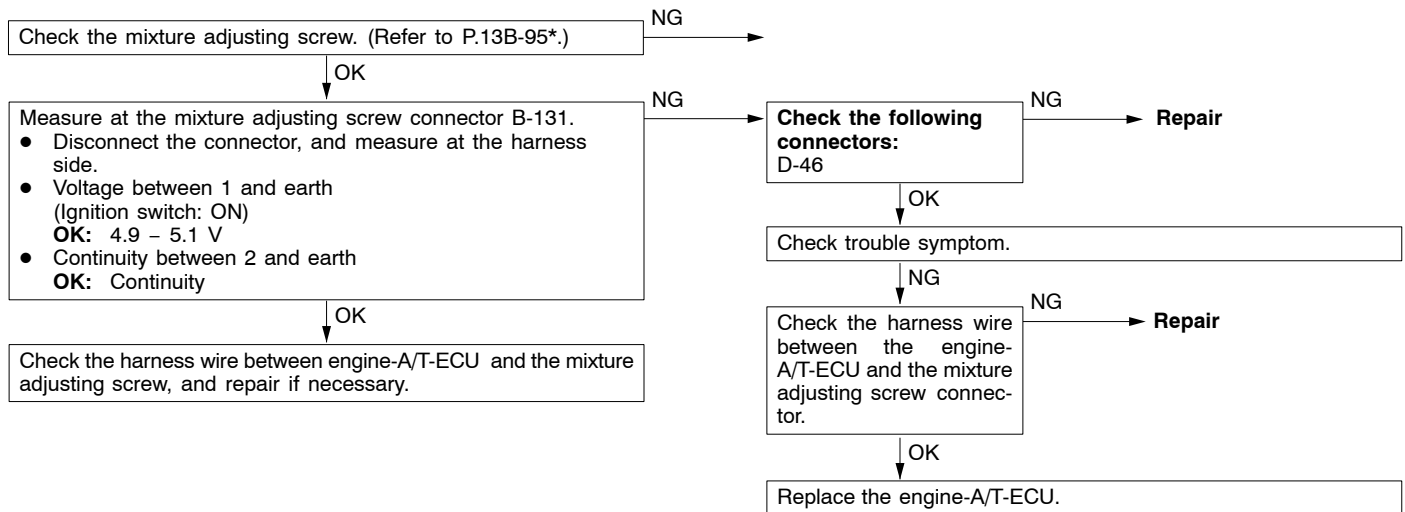 Check the mixture adjusting screw. (Refer to P.13B-95*.)
NG
OK
Measure at the mixture adjusting screw connector B-131.
● Disconnect the connector, and measure at the harness
side.
● Voltage between 1 and earth
(Ignition switch: ON)
OK: 4.9 – 5.1 V
● Continuity between 2 and earth
OK: Continuity
NG
OK
Check the harness wire between engine-A/T-ECU and the mixture
adjusting screw, and repair if necessary.
Check the following
connectors:
D-46
NG
Repair
OK
Check trouble symptom.
NG
Check the harness wire
between the engine-
A/T-ECU and the mixture
adjusting screw connec-
tor.
NG
Repair
OK
Replace the engine-A/T-ECU.